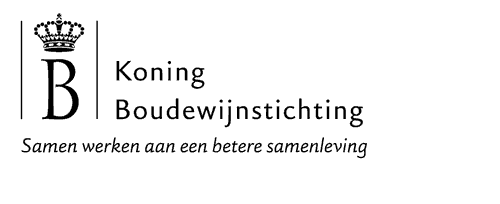 B
Koning
Boudewijnstichting
Samen werken aan een betere samenleving